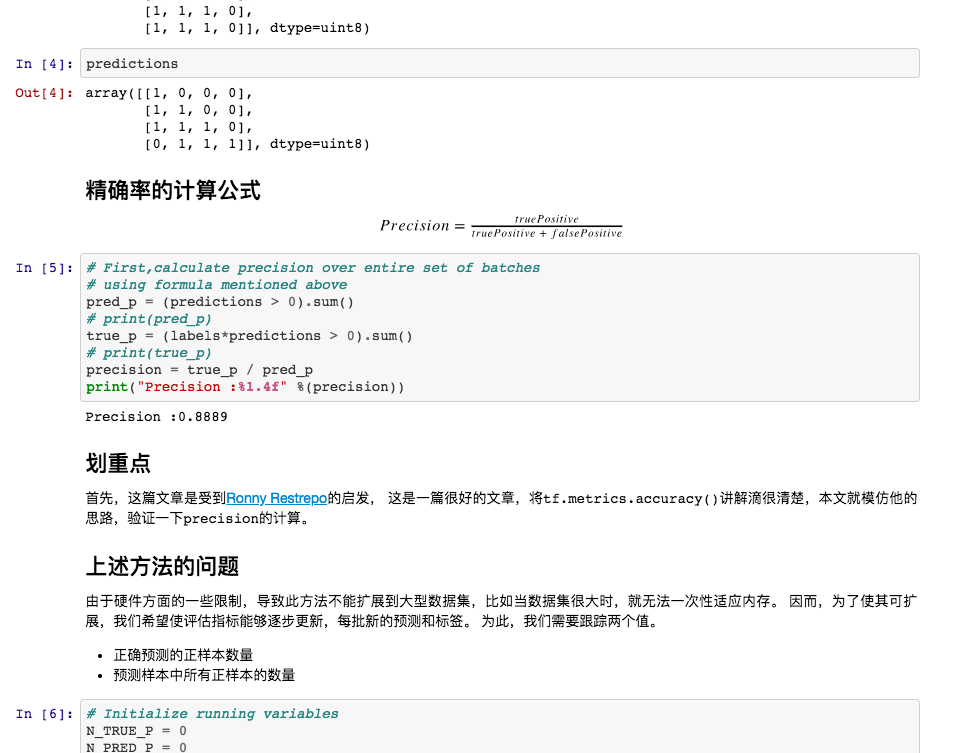 [1, 1, 1, 0],
[1, 1, 1, 0]], dtype=uint8)
In [4]: predictions
Out[4]: array([[1, 0, 0, 0],
[1, 1, 0, 0],
[1, 1, 1, 0],
[0, 1, 1, 1]], dtype=uint8)
精确率的计算公式
Precision = truePositive / truePositive + falsePositive
In [5]: # First,calculate precision over entire set of batches
# using formula mentioned above
pred_p = (predictions > 0).sum()
# print(pred_p)
true_p = (labels*predictions > 0).sum()
# print(true_p)
precision = true_p / pred_p
print("Precision :%1.4f" %(precision))
Precision :0.8889
划重点
首先，这篇文章是受到Ronny Restrepo的启发， 这是一篇很好的文章，将tf.metrics.accuracy()讲解滴很清楚，本文就模仿他的
思路，验证一下precision的计算。
上述方法的问题
由于硬件方面的一些限制，导致此方法不能扩展到大型数据集，比如当数据集很大时，就无法一次性适应内存。 因而，为了使其可扩
展，我们希望使评估指标能够逐步更新，每批新的预测和标签。 为此，我们需要跟踪两个值。
• 正确预测的正样本数量
• 预测样本中所有正样本的数量
In [6]: # Initialize running variables
N_TRUE_P = 0
N_PRED_P = 0